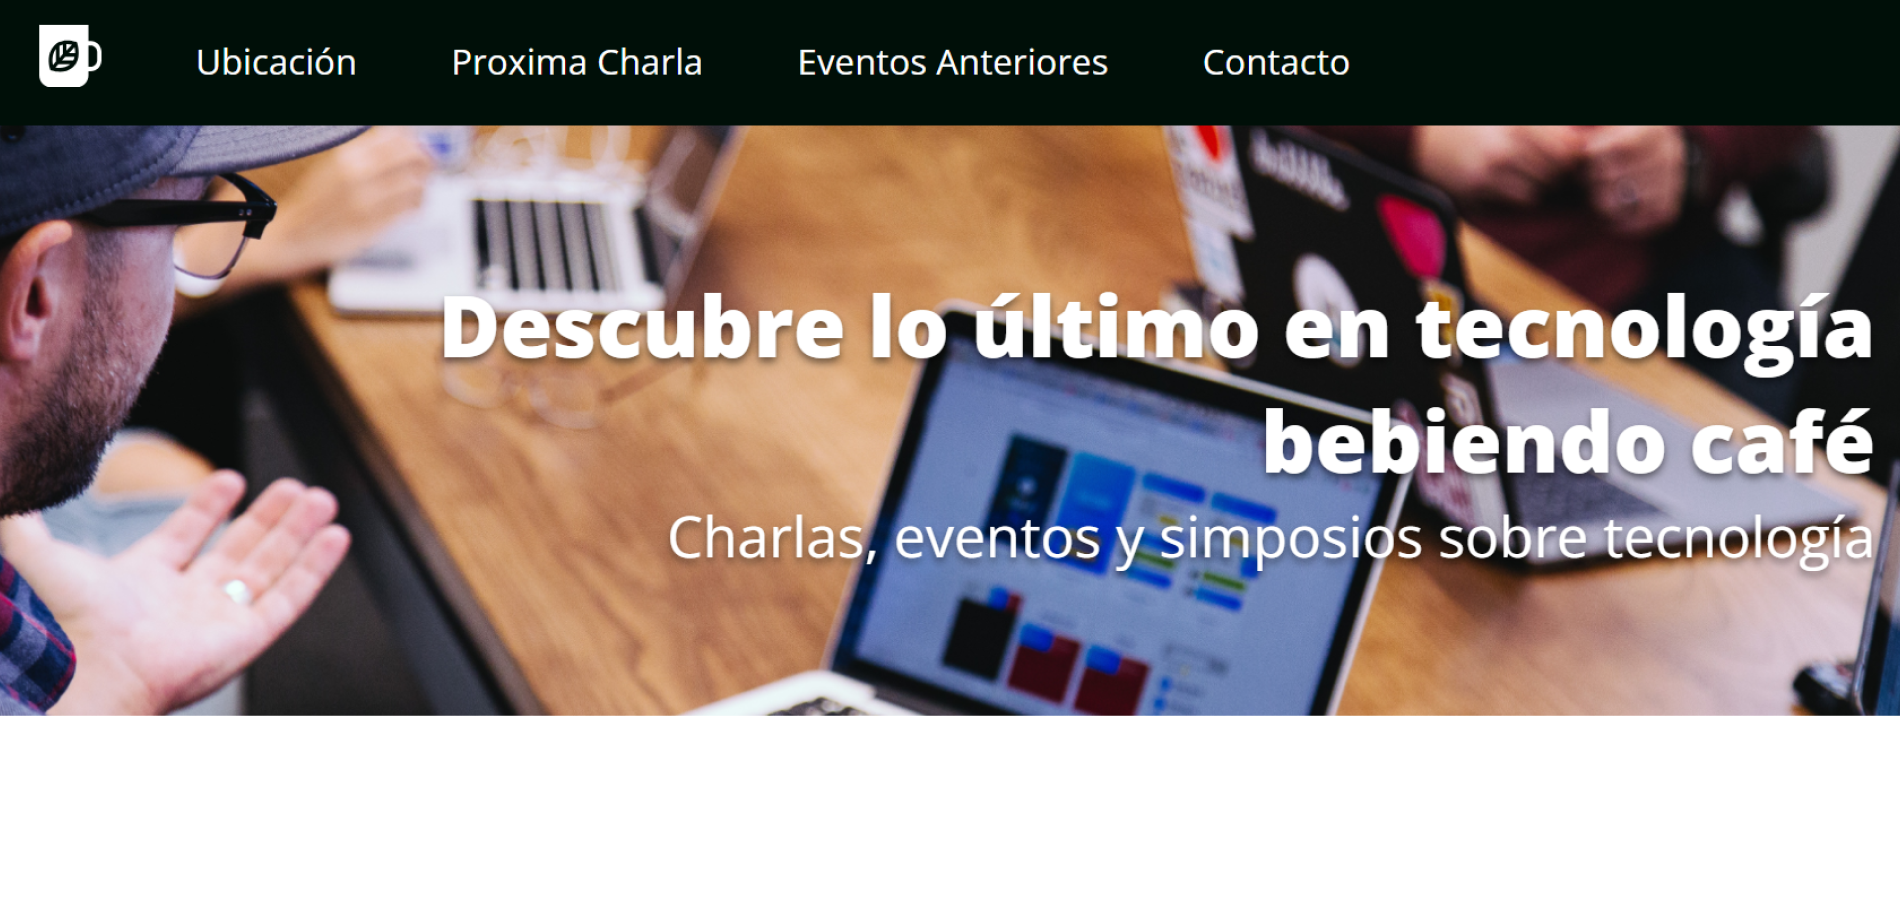 Ubicación Proxima Charla Eventos Anteriores Contacto
Descubre lo último en tecnología
bebiendo café
Charlas, eventos y simposios sobre tecnología